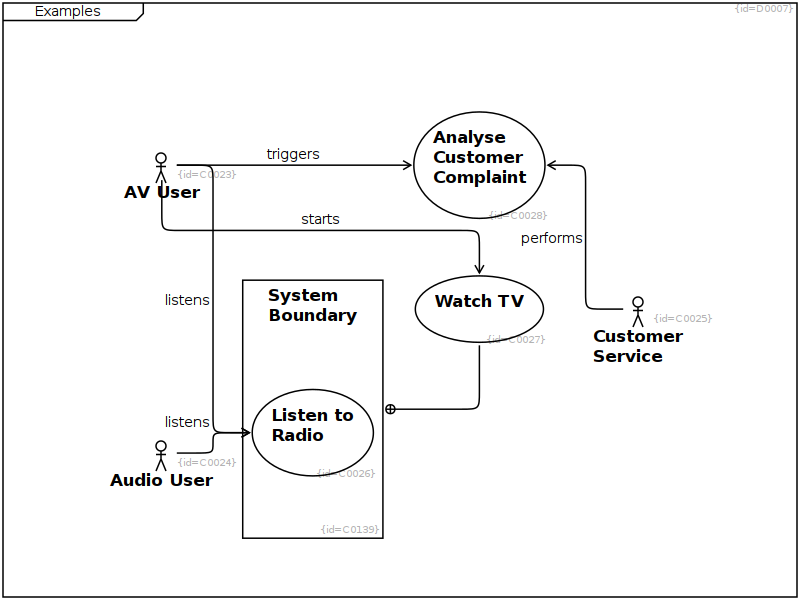 Examples
{id=D0007}
triggers
Analyse
Customer
Complaint
{id=C0023}
AV User
{id=C0028}
starts
performs
System
Boundary
listens
Watch TV
{id=C0027}
{id=C0025}
Customer
Service
Listen to
Radio
listens
{id=C0024}
Audio User
{id=C0026}
{id=C0139}